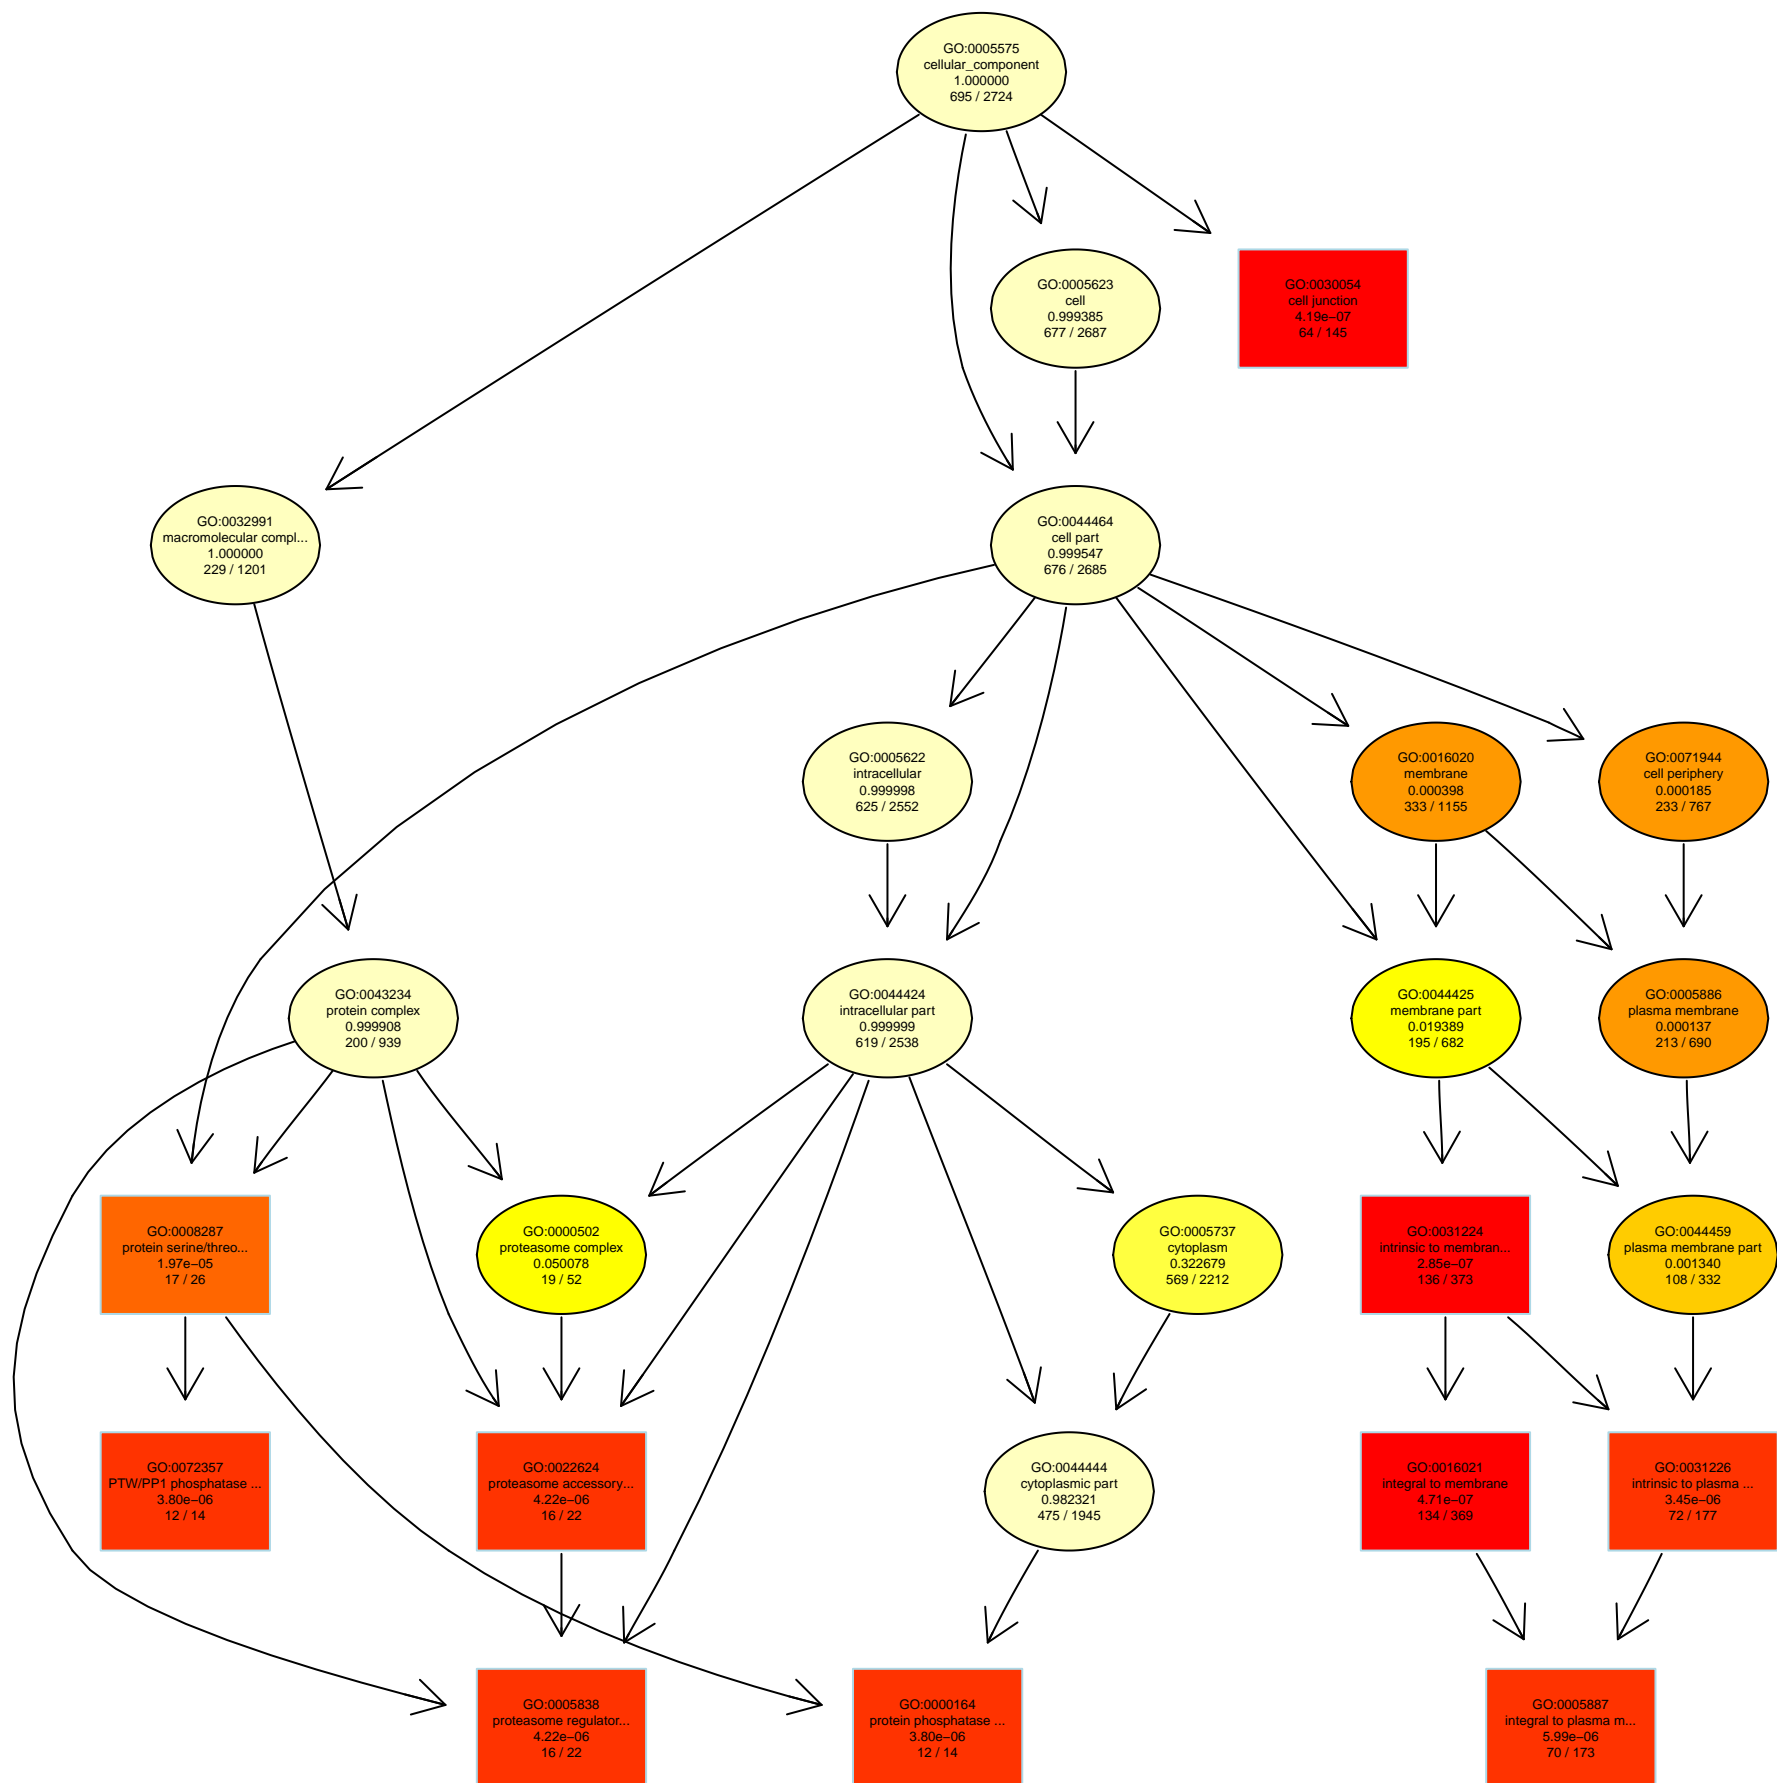 GO:0005575
cellular_component
1.000000
695 / 2724
GO:0005623
cell
0.999385
677 / 2687
GO:0030054
cell junction
4.19e−07
64 / 145
GO:0032991
macromolecular compl...
1.000000
229 / 1201
GO:0044464
cell part
0.999547
676 / 2685
GO:0005622
intracellular
0.999998
625 / 2552
GO:0016020
membrane
0.000398
333 / 1155
GO:0071944
cell periphery
0.000185
233 / 767
GO:0043234
protein complex
0.999908
200 / 939
GO:0044424
intracellular part
0.999999
619 / 2538
GO:0044425
membrane part
0.019389
195 / 682
GO:0005886
plasma membrane
0.000137
213 / 690
GO:0008287
protein serine/threo...
1.97e−05
17 / 26
GO:0000502
proteasome complex
0.050078
19 / 52
GO:0005737
cytoplasm
0.322679
569 / 2212
GO:0031224
intrinsic to membran...
2.85e−07
136 / 373
GO:0044459
plasma membrane part
0.001340
108 / 332
GO:0072357
PTW/PP1 phosphatase ...
3.80e−06
12 / 14
GO:0022624
proteasome accessory...
4.22e−06
16 / 22
GO:0044444
cytoplasmic part
0.982321
475 / 1945
GO:0016021
integral to membrane
4.71e−07
134 / 369
GO:0031226
intrinsic to plasma ...
3.45e−06
72 / 177
GO:0005838
proteasome regulator...
4.22e−06
16 / 22
GO:0000164
protein phosphatase ...
3.80e−06
12 / 14
GO:0005887
integral to plasma m...
5.99e−06
70 / 173